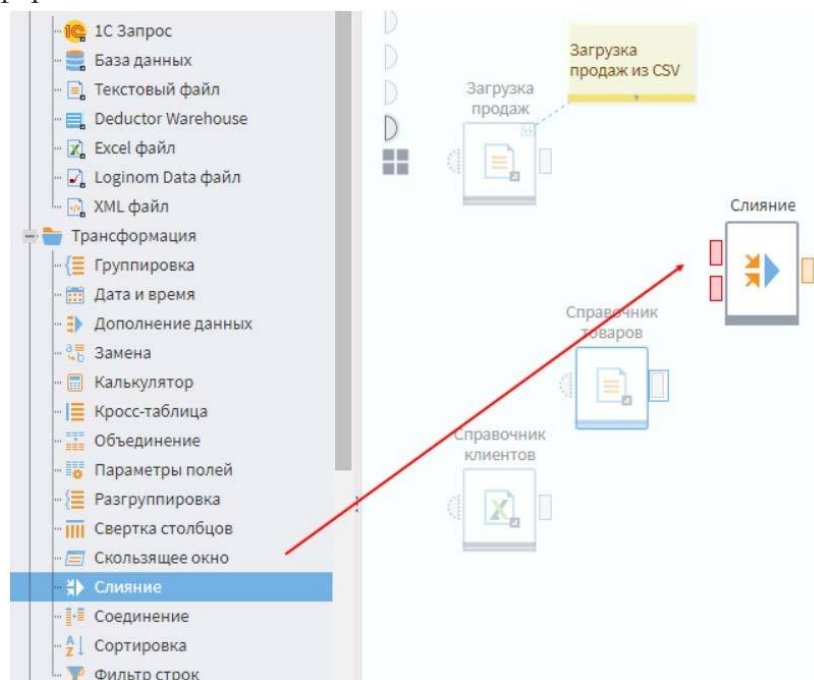 1С Запрос
База данных
Текстовый файл
Deductor Warehouse
Excel файл
Loginom Data файл
XML файл
Трансформация
Группировка
Дата и время
Дополнение данных
Замена
Калькулятор
Кросс-таблица
Объединение
Параметры полей
Разгруппировка
Свертка столбцов
Скользящее окно
Слияние
Соединение
Сортировка
Фильтр строк
Загрузка
продаж из CSV
Загрузка
продаж
Слияние
Справочник
товаров
Справочник
клиентов